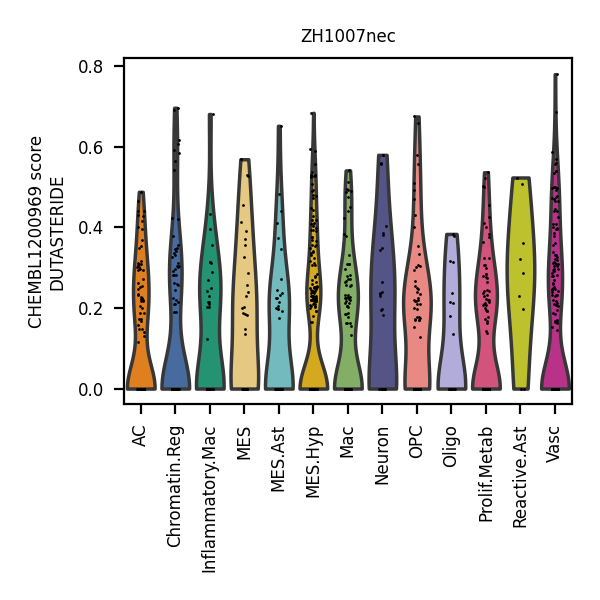 ZH1007nec
CHEMBL1200969 score
DUTASTERIDE
0.8
0.6
0.4
0.2
0.0
AC
Chromatin.Reg
Inflammatory.Mac
MES
MES.Ast
MES.Hyp
Mac
Neuron
OPC
Oligo
Prolif.Metab
Reactive.Ast
Vasc